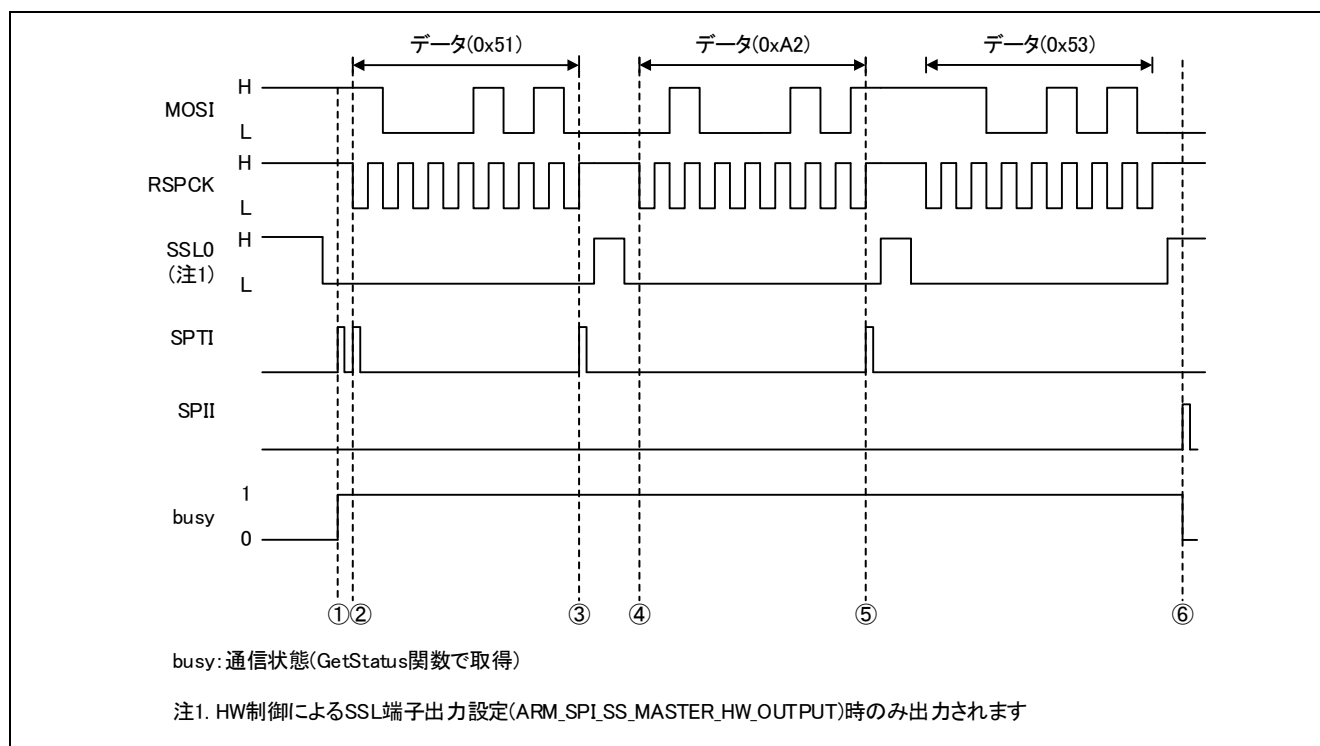 データ(0x51)
データ(0xA2)
データ(0x53)
MOSI
H
L
RSPCK
H
L
SSL0
(注1)
H
L
SPTI
SPII
busy
1
0
①②
③
④
⑤
⑥
busy:通信状態(GetStatus関数で取得)
注1. HW制御によるSSL端子出力設定(ARM_SPI_SS_MASTER_HW_OUTPUT)時のみ出力されます